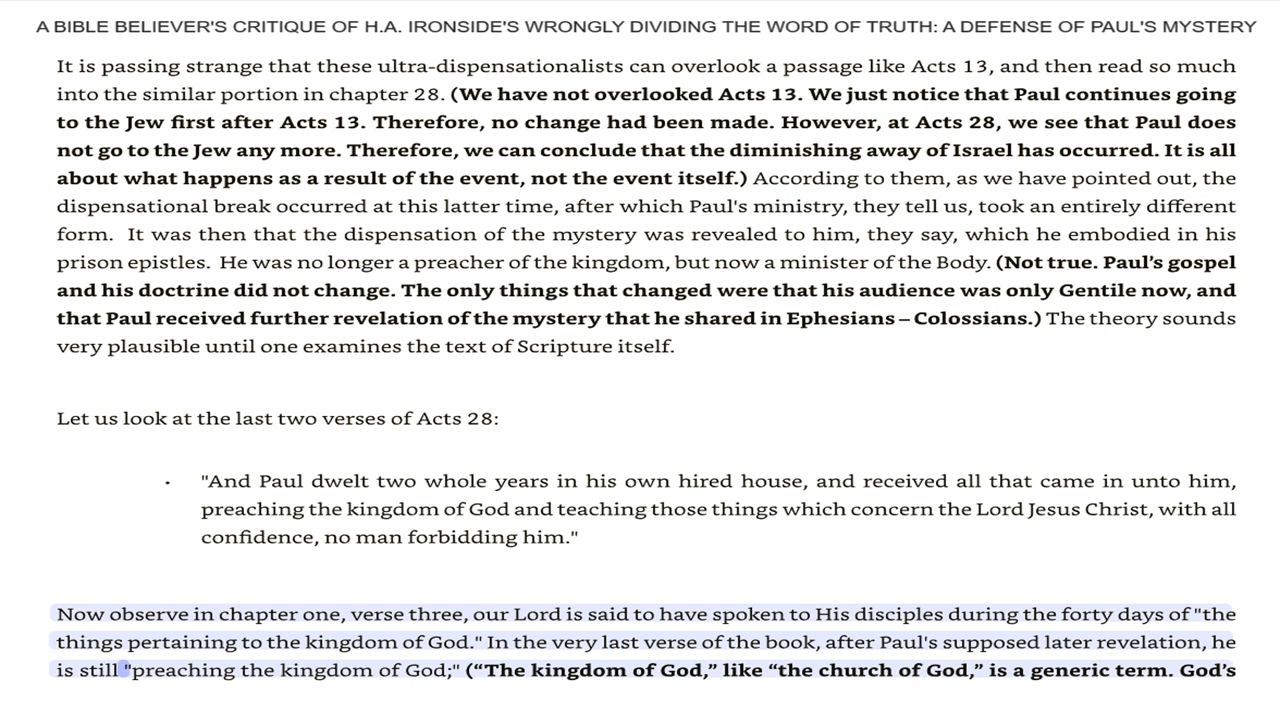 A BIBLE BELIEVER'S CRITIQUE OF H.A. IRONSIDE'S WRONGLY DIVIDING THE WORD OF TRUTH: A DEFENSE OF PAUL'S MYSTERY
It is passing strange that these ultra-dispensationalists can overlook a passage like Acts 13, and then read so much
into the similar portion in chapter 28. (We have not overlooked Acts 13. We just notice that Paul continues going
to the Jew first after Acts 13. Therefore, no change had been made. However, at Acts 28, we see that Paul does
not go to the Jew any more. Therefore, we can conclude that the diminishing away of Israel has occurred. It is all
about what happens as a result of the event, not the event itself.) According to them, as we have pointed out, the
dispensational break occurred at this latter time, after which Paul's ministry, they tell us, took an entirely different
form.  It was then that the dispensation of the mystery was revealed to him, they say, which he embodied in his
prison epistles.  He was no longer a preacher of the kingdom, but now a minister of the Body. (Not true. Paul’s gospel
and his doctrine did not change. The only things that changed were that his audience was only Gentile now, and
that Paul received further revelation of the mystery that he shared in Ephesians – Colossians.) The theory sounds
very plausible until one examines the text of Scripture itself.
Let us look at the last two verses of Acts 28:
· "And Paul dwelt two whole years in his own hired house, and received all that came in unto him,
preaching the kingdom of God and teaching those things which concern the Lord Jesus Christ, with all
confidence, no man forbidding him."
Now observe in chapter one, verse three, our Lord is said to have spoken to His disciples during the forty days of "the
things pertaining to the kingdom of God." In the very last verse of the book, after Paul's supposed later revelation, he
is still "preaching the kingdom of God;" (“The kingdom of God,” like “the church of God,” is a generic term. God’s